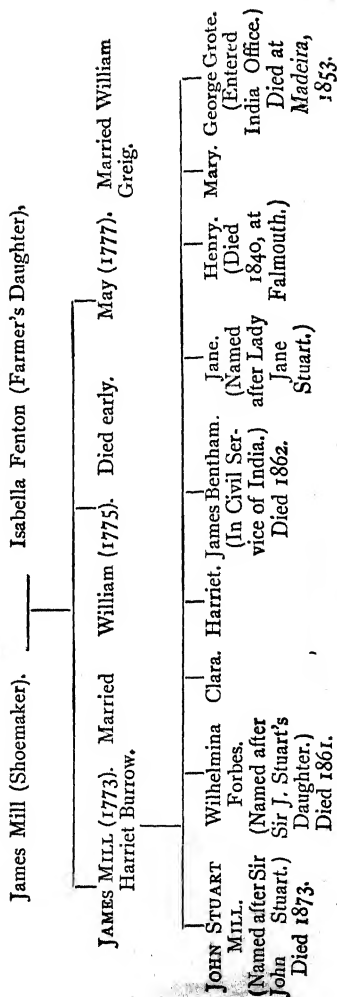 James Mill (Shoemaker). Isabella Fenton (Farmer's Daughter),
JAMES MILL (1773). Married
Harriet Burrow.
William (1775). Died early.
May (1777). Married William
Greig.
JOHN STUART
MILL.
(Named after Sir
John Stuart.)
Died 1873.
Wilhelmina
Forbes.
(Named after
Sir J. Stuart's
Daughter.)
Died 1861.
Clara.
Harriet.
James Bentham.
(In Civil Ser-
vice of India.)
Died 1862.
Jane.
(Named
after Lady
Jane
Stuart.)
Henry.
(Died
1840, at
Falmouth.)
Mary.
George Grote.
(Entered
India Office.)
Died at
Madeira,
1853.